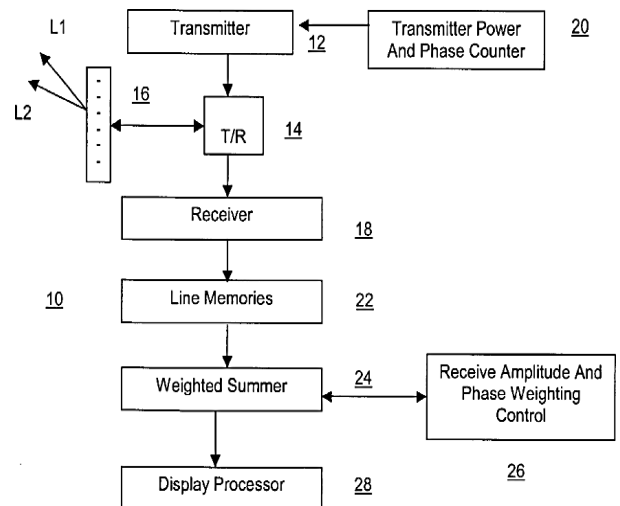 L1
L2
Transmitter
12
Transmitter Power
And Phase Counter
20
16
T/R
14
Receiver
18
10
Line Memories
22
Weighted Summer
24
Receive Amplitude And
Phase Weighting
Control
26
Display Processor
28